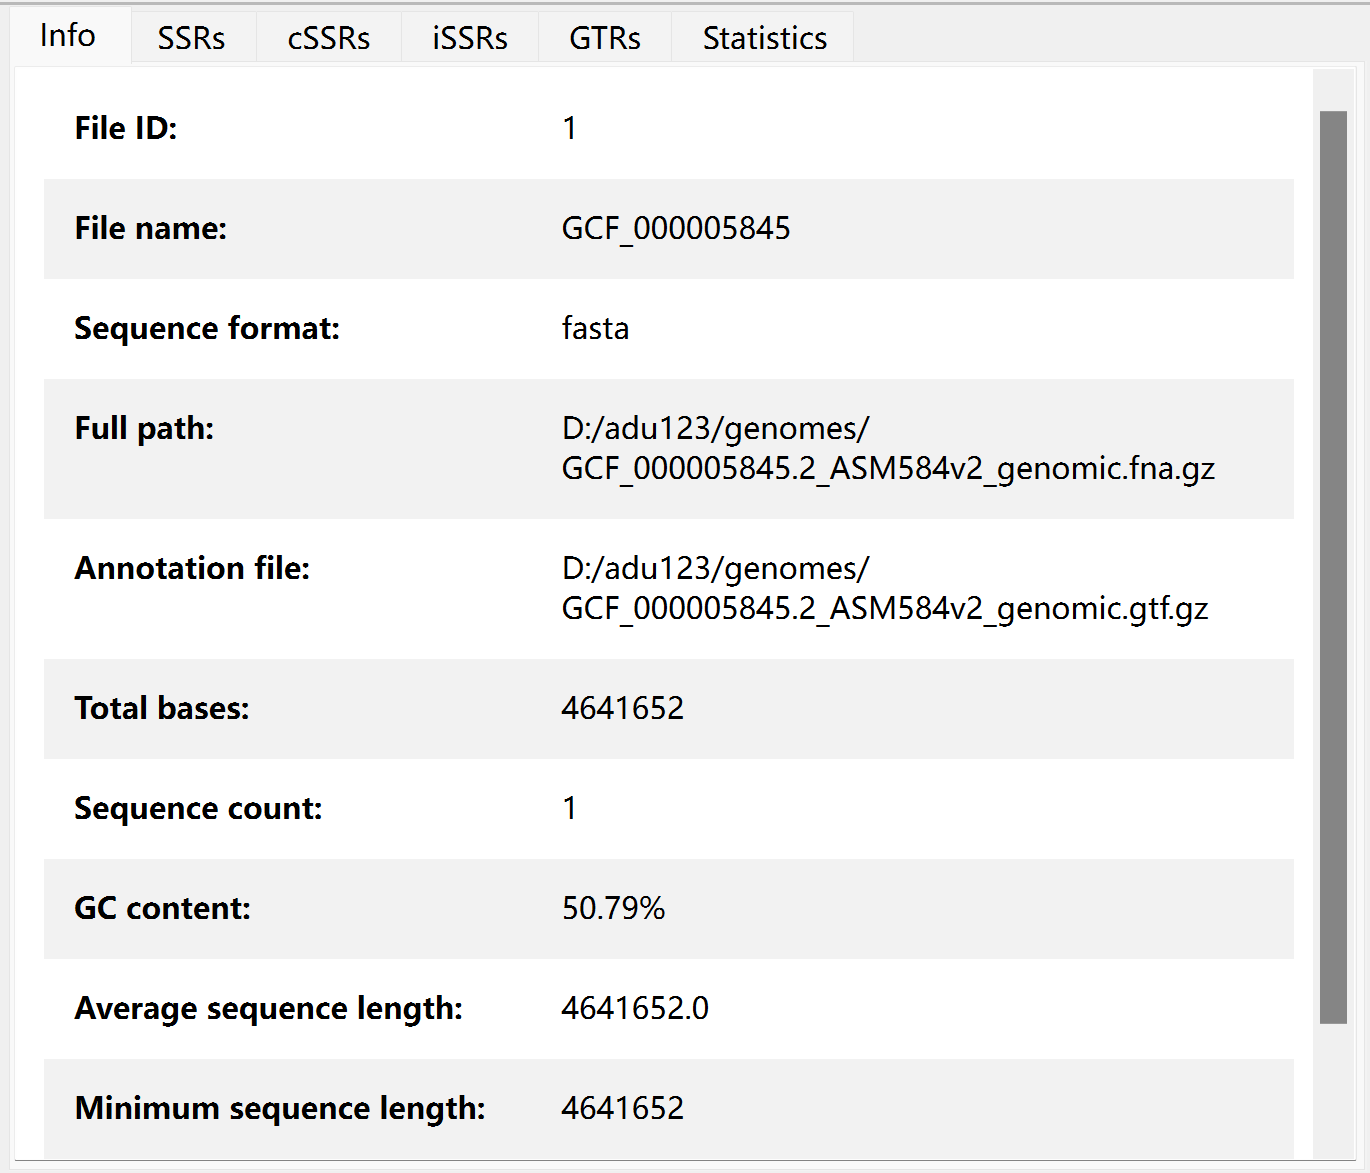 Info SSRs cSSRs iSSRs GTRs Statistics
File ID: 1
File name: GCF_000005845
Sequence format: fasta
Full path: D:/adu123/genomes/
GCF_000005845.2_ASM584v2_genomic.fna.gz
Annotation file: D:/adu123/genomes/
GCF_000005845.2_ASM584v2_genomic.gtf.gz
Total bases: 4641652
Sequence count: 1
GC content: 50.79%
Average sequence length: 4641652.0
Minimum sequence length: 4641652